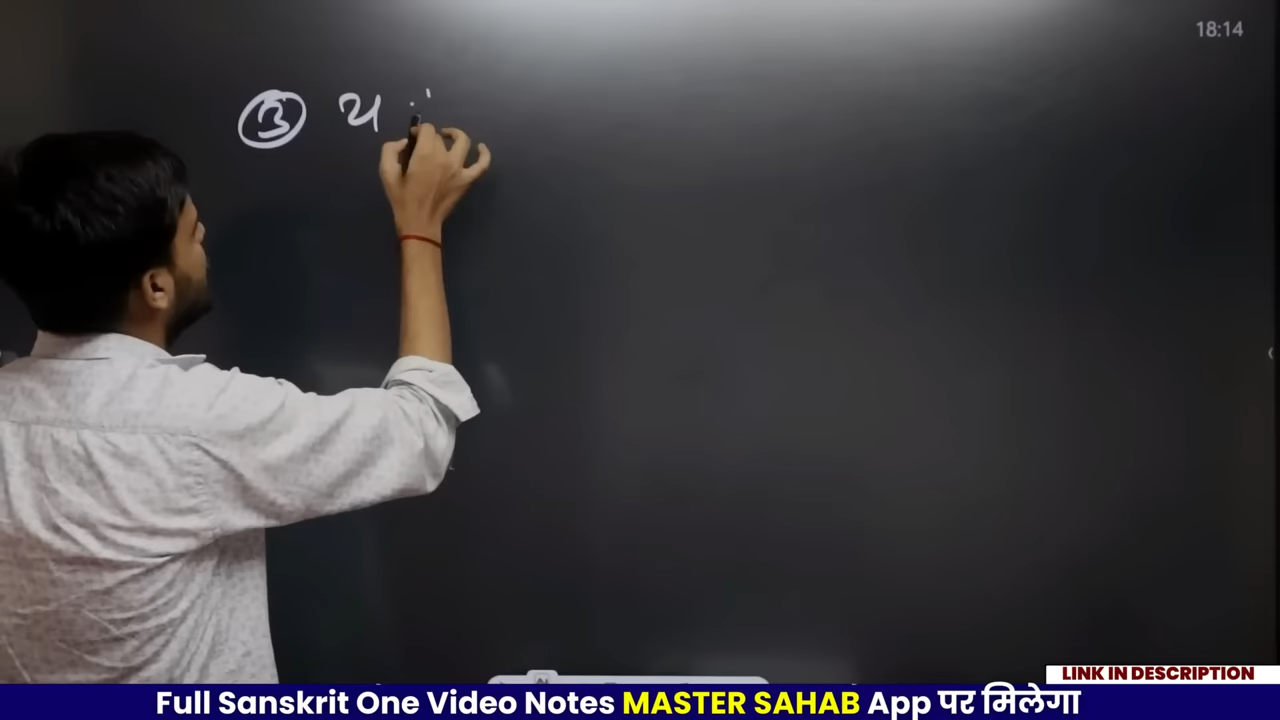 18:14
③ य
LINK IN DESCRIPTION
Full Sanskrit One Video Notes MASTER SAHAB App पर मिलेगा